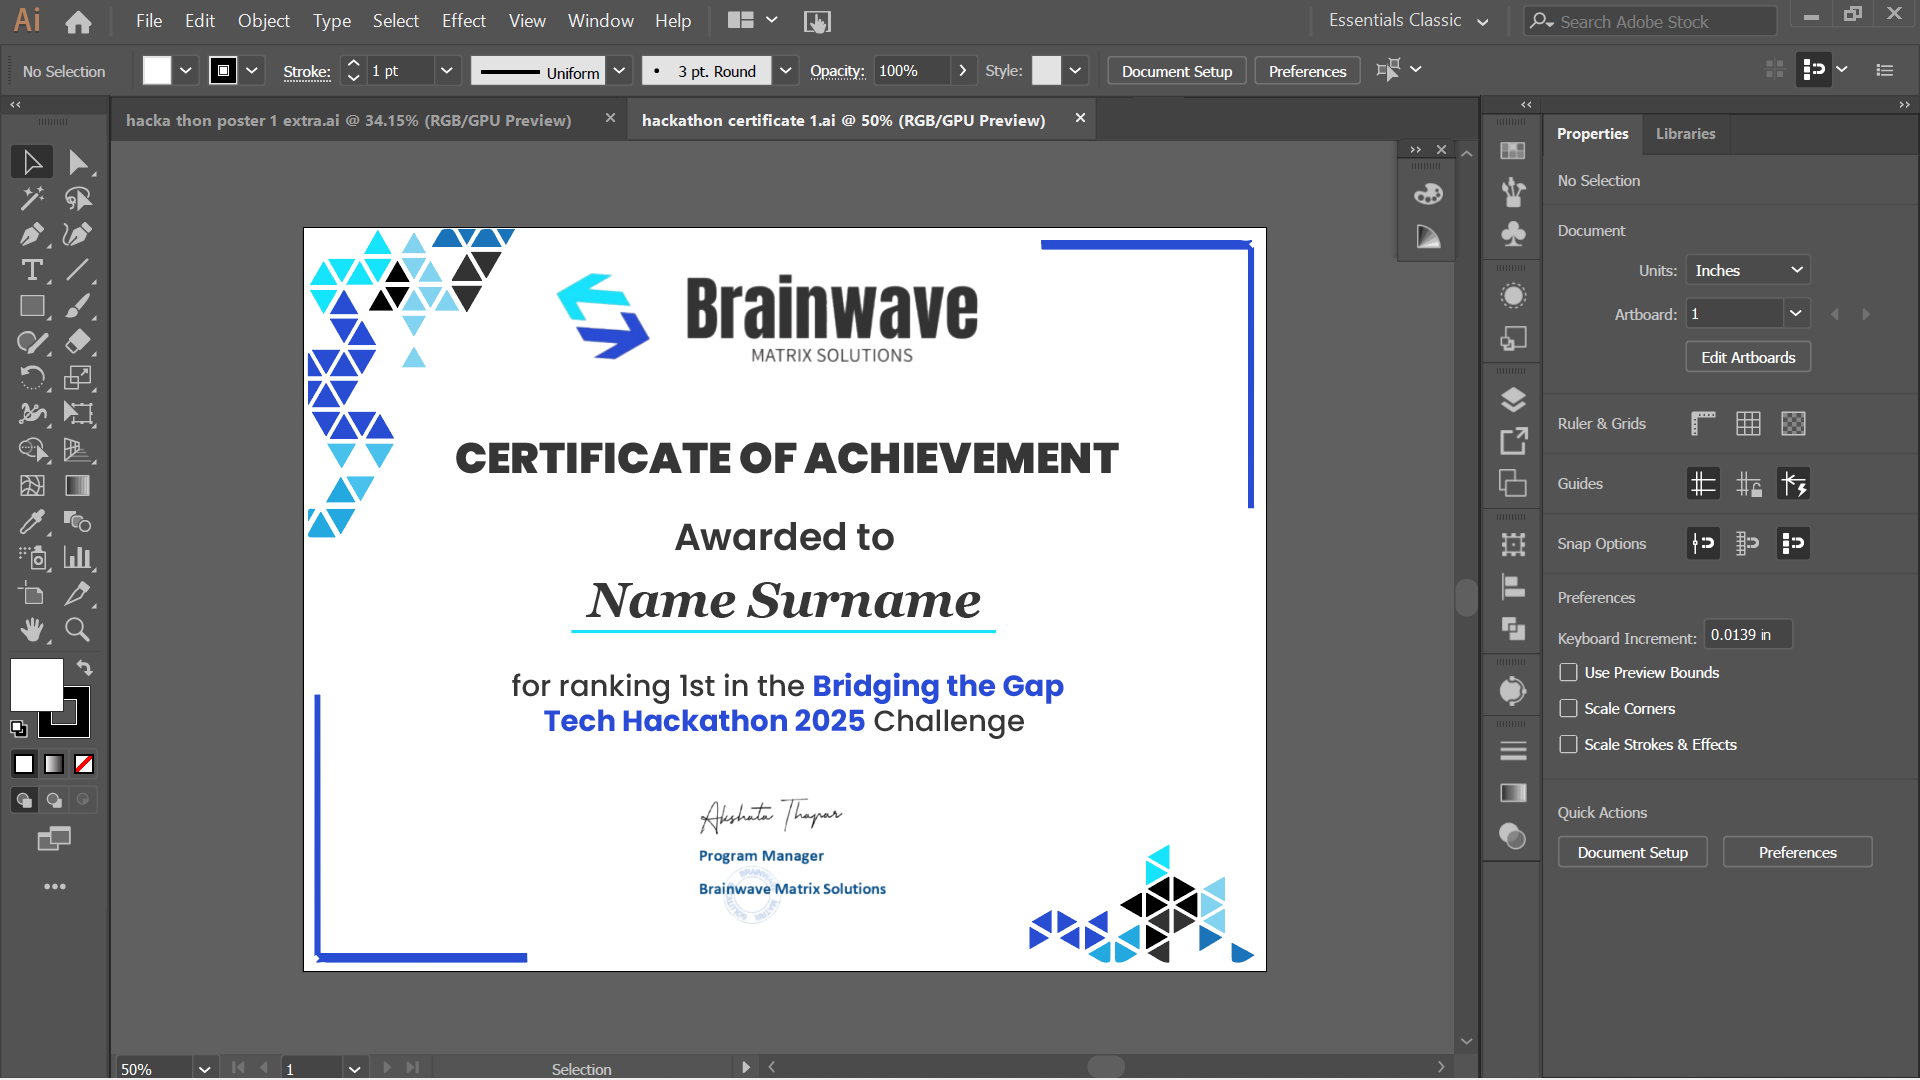 Ai File Edit Object Type Select Effect View Window Help Essentials Classic Search Adobe Stock
No Selection Stroke: 1 pt Uniform 3 pt. Round Opacity: 100% Style: Document Setup Preferences
hacka thon poster 1 extra.ai @ 34.15% (RGB/GPU Preview) hackathon certificate 1.ai @ 50% (RGB/GPU Preview)
Brainwave
MATRIX SOLUTIONS
CERTIFICATE OF ACHIEVEMENT
Awarded to
Name Surname
for ranking 1st in the Bridging the Gap
Tech Hackathon 2025 Challenge
Akshata Thapar
Program Manager
Brainwave Matrix Solutions
Properties Libraries
No Selection
Document
Units: Inches
Artboard: 1
Edit Artboards
Ruler & Grids
Guides
Snap Options
Preferences
Keyboard Increment: 0.0139 in
Use Preview Bounds
Scale Corners
Scale Strokes & Effects
Quick Actions
Document Setup Preferences
50% 1 Selection